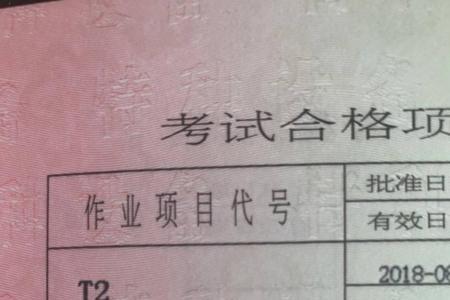 考试合格项
作业项目代号
批准日
有效日
T2
2018-08